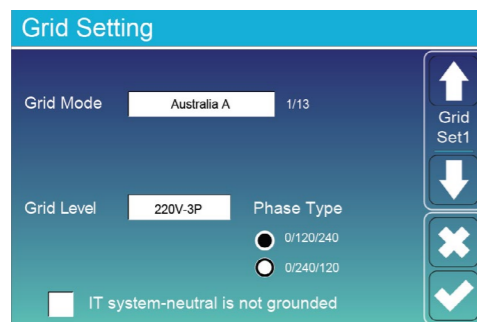 Grid Setting
Grid Mode
Australia A
1/13
Grid
Set1
Grid Level
220V-3P
Phase Type
0/120/240
0/240/120
IT system-neutral is not grounded